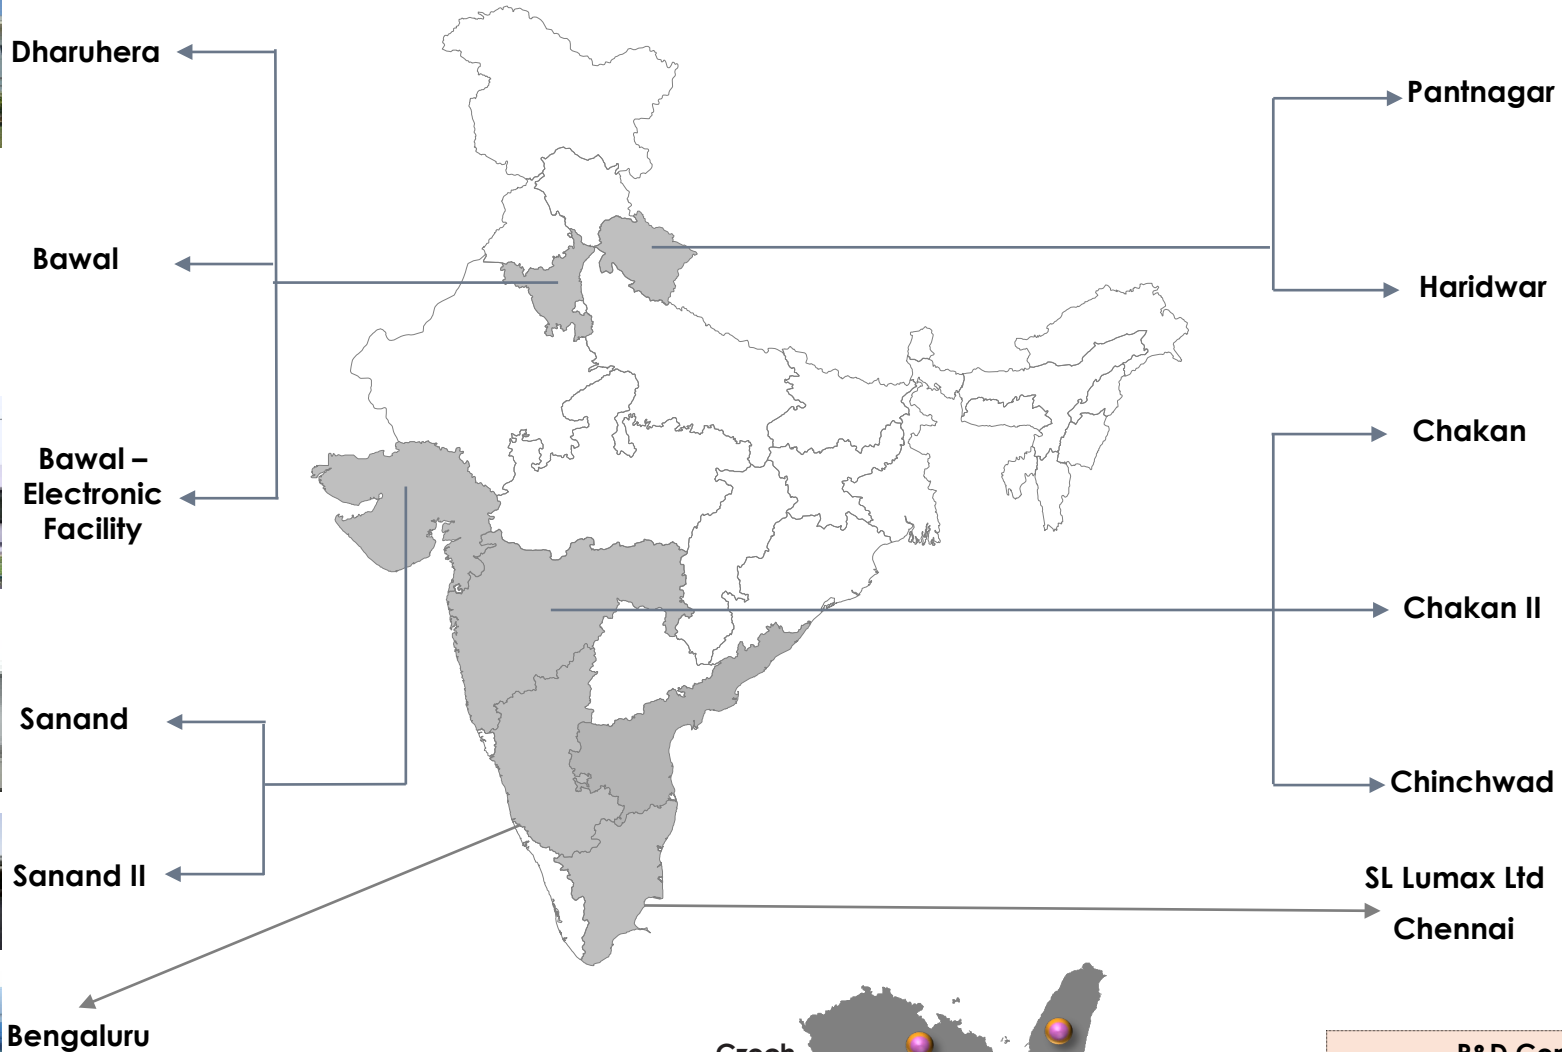 Dharuhera
Pantnagar
Bawal
Haridwar
Chakan
Bawal –
Electronic
Facility
Chakan II
Sanand
Chinchwad
Sanand II
SL Lumax Ltd
Chennai
Bengaluru
Czech